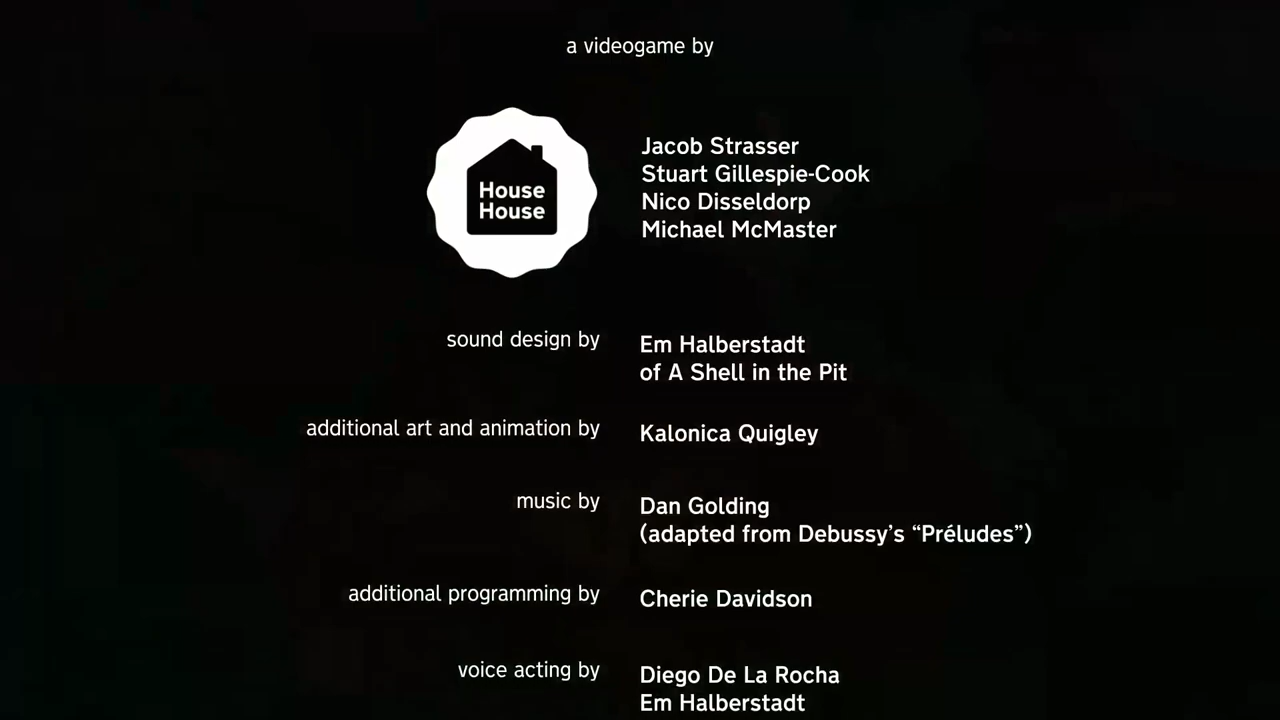 a videogame by
House
House
Jacob Strasser
Stuart Gillespie-Cook
Nico Disseldorp
Michael McMaster
sound design by
Em Halberstadt
of A Shell in the Pit
additional art and animation by
Kalonica Quigley
music by
Dan Golding
(adapted from Debussy’s “Préludes”)
additional programming by
Cherie Davidson
voice acting by
Diego De La Rocha
Em Halberstadt